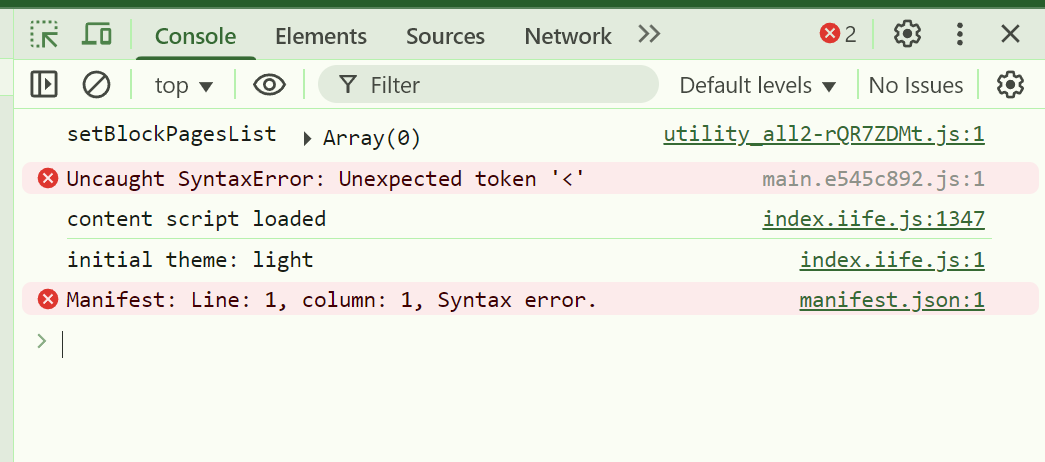 Console Elements Sources Network 2
top Filter Default levels No Issues
setBlockPagesList Array(0) utility_all2-rQR7ZDMt.js:1
Uncaught SyntaxError: Unexpected token '<' main.e545c892.js:1
content script loaded index.iife.js:1347
initial theme: light index.iife.js:1
Manifest: Line: 1, column: 1, Syntax error. manifest.json:1